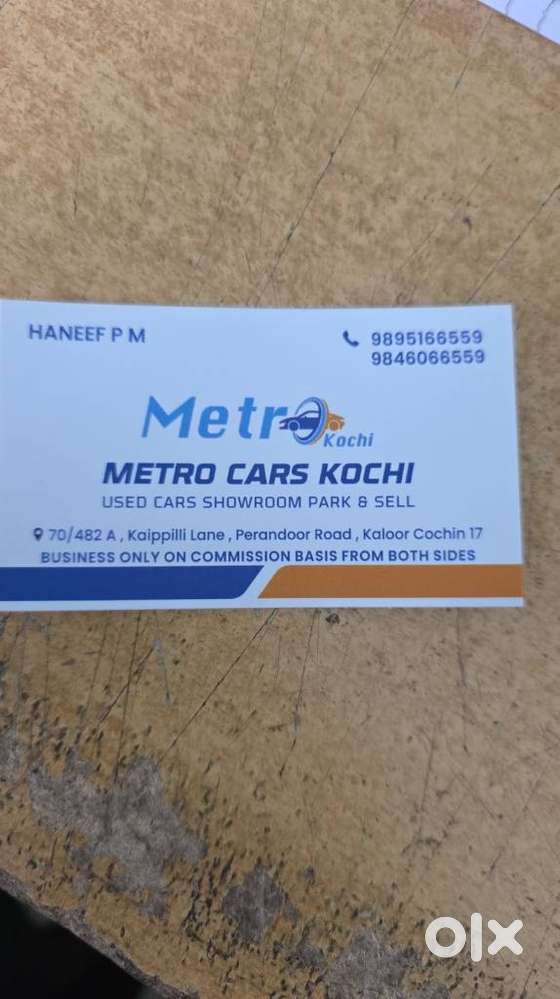 HANEEF P M
9895166559
9846066559
Metro
Kochi
METRO CARS KOCHI
USED CARS SHOWROOM PARK & SELL
70/482 A , Kaippilli Lane , Perandoor Road , Kaloor Cochin 17
BUSINESS ONLY ON COMMISSION BASIS FROM BOTH SIDES
olx